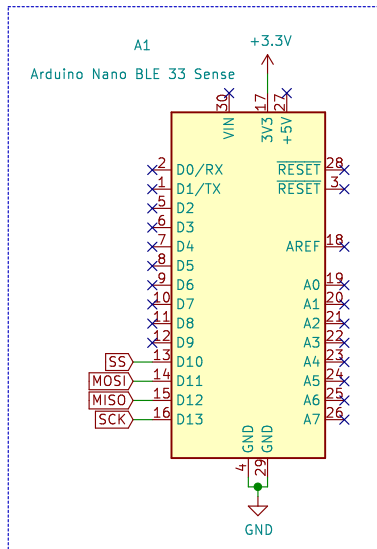 A1
+3.3V
Arduino Nano BLE 33 Sense
30 17 27
VIN 3V3 +5V
2 D0/RX RESET 28
1 D1/TX RESET 3
5 D2
6 D3
7 D4 AREF 18
8 D5
9 D6 A0 19
10 D7 A1 20
11 D8 A2 21
12 D9 A3 22
SS 13 D10 A4 23
MOSI 14 D11 A5 24
MISO 15 D12 A6 25
SCK 16 D13 A7 26
GND GND
4 29
GND